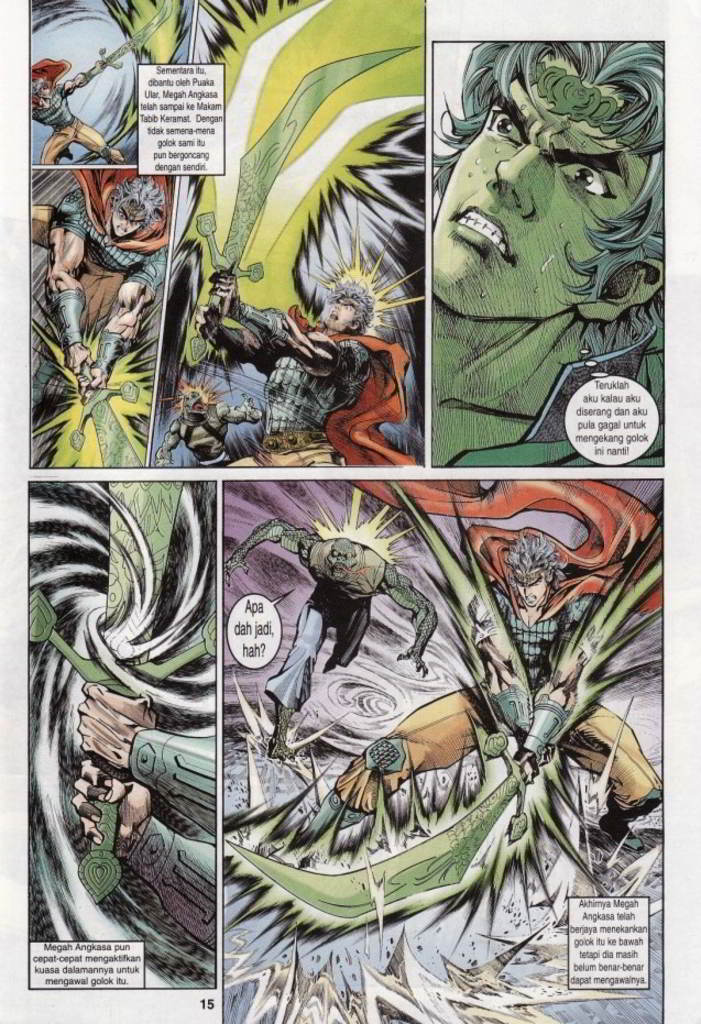 Sementara itu,
dibantu oleh Puaka
Ular, Megah Angkasa
telah sampai ke Makam
Tabib Keramat. Dengan
tidak semena-mena
golok sami itu
pun bergoncang
dengan sendiri.
Teruklah
aku kalau aku
diserang dan aku
pula gagal untuk
mengekang golok
ini nanti!
Megah Angkasa pun
cepat-cepat mengaktifkan
kuasa dalamannya untuk
mengawal golok itu.
Apa
dah jadi,
hah?
Akhirnya Megah
Angkasa telah
berjaya menekankan
golok itu ke bawah
tetapi dia masih
belum benar-benar
dapat mengawalnya.
15